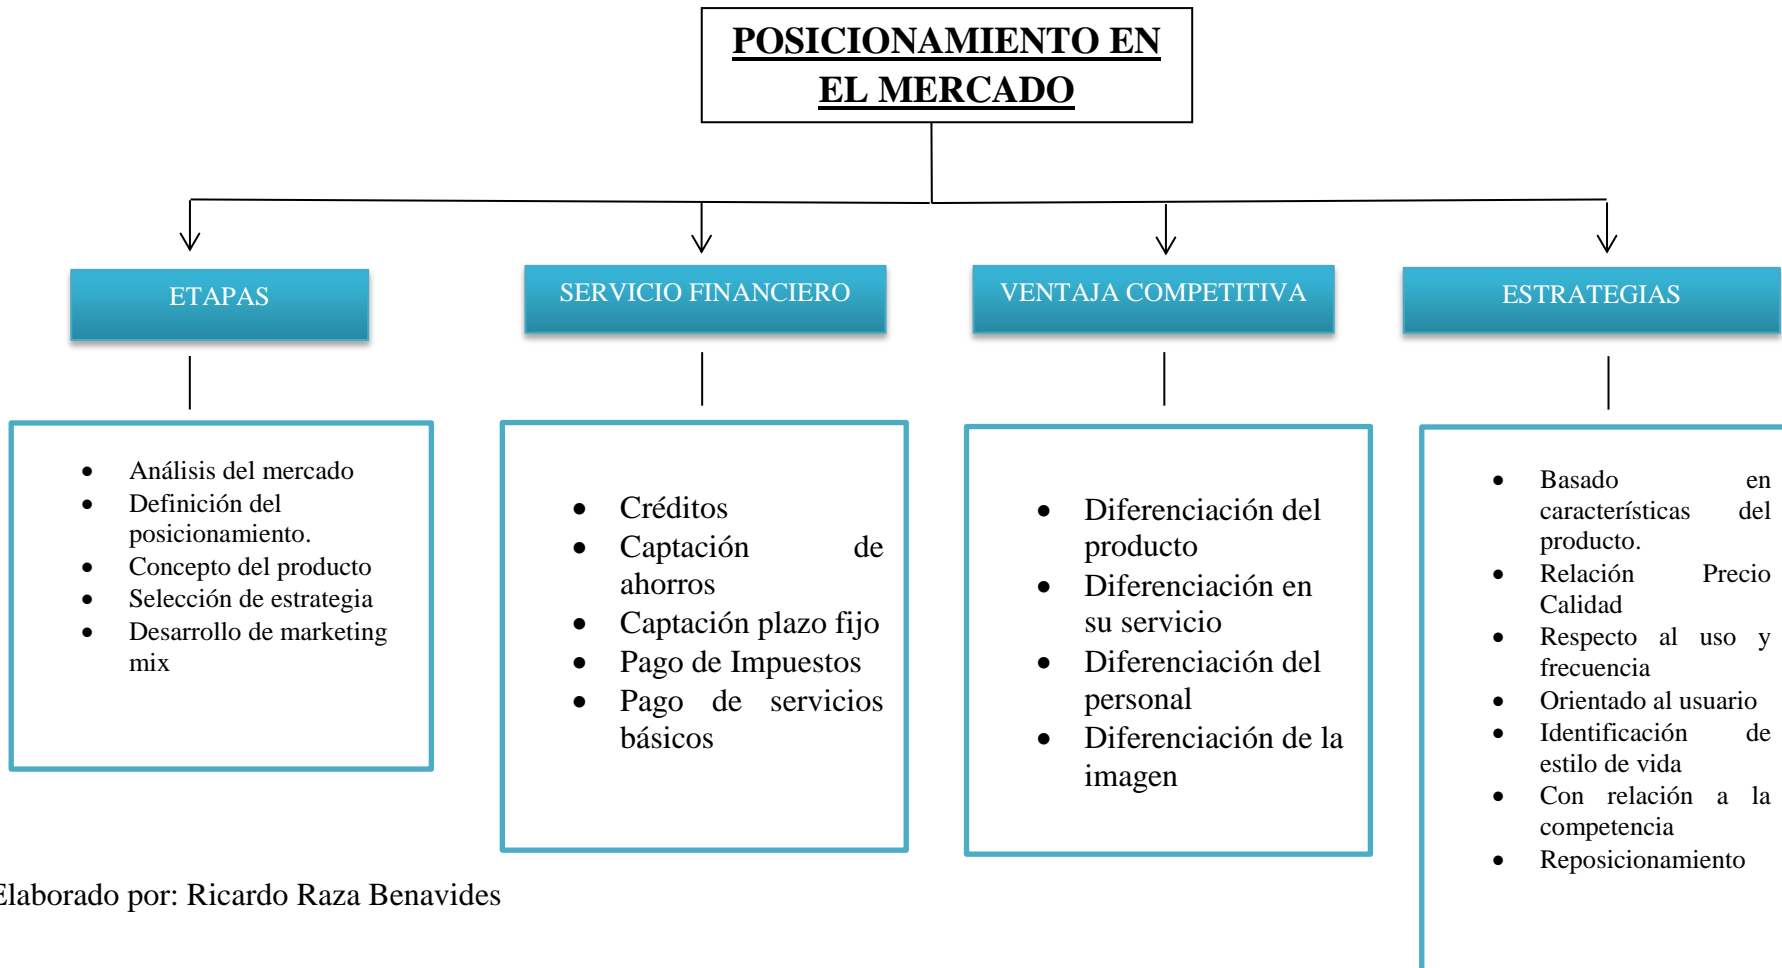 POSICIONAMIENTO EN
EL MERCADO
ETAPAS
SERVICIO FINANCIERO
VENTAJA COMPETITIVA
ESTRATEGIAS
• Análisis del mercado
• Definición del
posicionamiento.
• Concepto del producto
• Selección de estrategia
• Desarrollo de marketing
mix
• Créditos
• Captación de
ahorros
• Captación plazo fijo
• Pago de Impuestos
• Pago de servicios
básicos
• Diferenciación del
producto
• Diferenciación en
su servicio
• Diferenciación del
personal
• Diferenciación de la
imagen
• Basado en
características del
producto.
• Relación Precio
Calidad
• Respecto al uso y
frecuencia
• Orientado al usuario
• Identificación de
estilo de vida
• Con relación a la
competencia
• Reposicionamiento
Elaborado por: Ricardo Raza Benavides